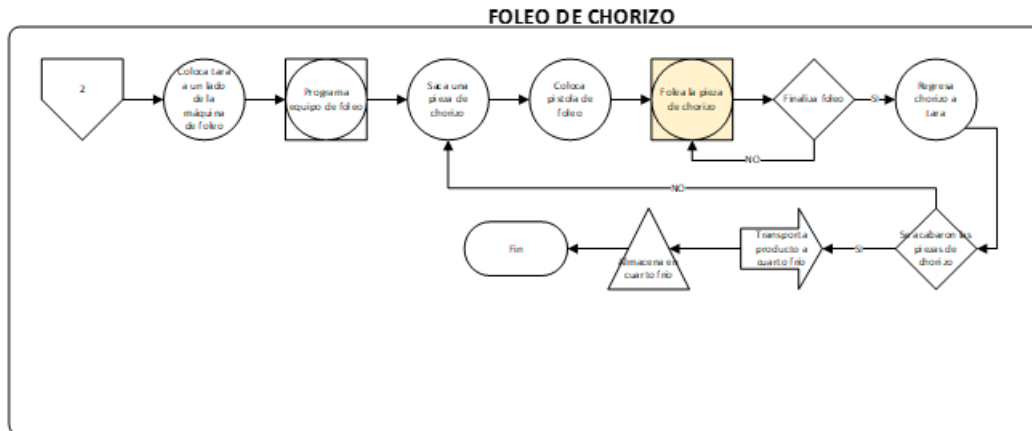 FOLEO DE CHORIZO
2
Coloca tara
a un lado
de la
máquina
de foleo
Programa
equipo de foleo
Saca una
pieza de
chorizo
Coloca
pistola de
foleo
Folea la pieza
de chorizo
Finaliza foleo
SI
Regresa
chorizo a
tara
NO
NO
Fin
Almacena en
cuarto frío
Transporta
producto a
cuarto frío
SI
Se acabaron las
piezas de
chorizo